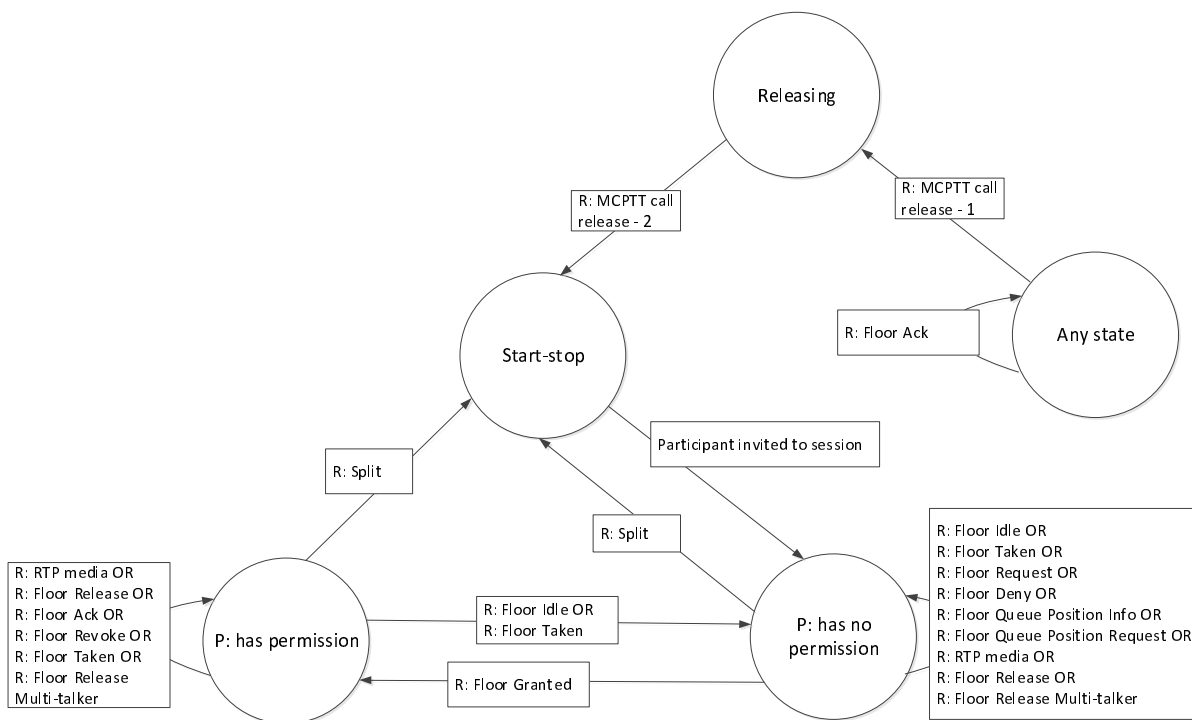 Releasing
R: MCPTT call
release - 2
R: MCPTT call
release - 1
R: Floor Ack
Any state
Start-stop
Participant invited to session
R: Split
R: Split
R: RTP media OR
R: Floor Release OR
R: Floor Ack OR
R: Floor Revoke OR
R: Floor Taken OR
R: Floor Release
Multi-talker
P: has permission
R: Floor Idle OR
R: Floor Taken
R: Floor Granted
P: has no
permission
R: Floor Idle OR
R: Floor Taken OR
R: Floor Request OR
R: Floor Deny OR
R: Floor Queue Position Info OR
R: Floor Queue Position Request OR
R: RTP media OR
R: Floor Release OR
R: Floor Release Multi-talker